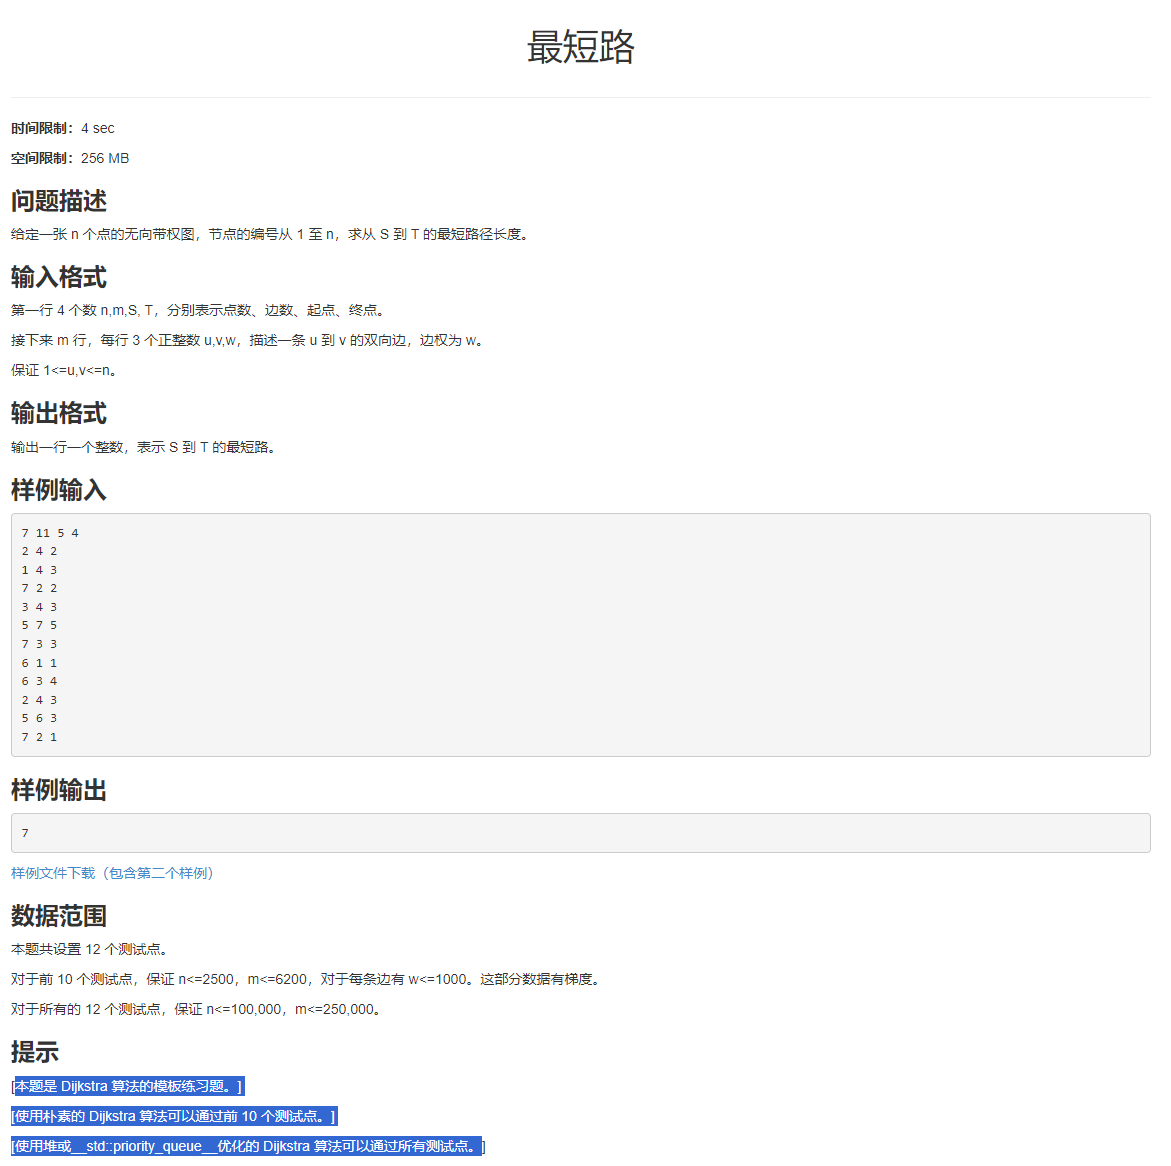 最短路
时间限制：4 sec
空间限制：256 MB
问题描述
给定一张 n 个点的无向带权图，节点的编号从 1 至 n，求从 S 到 T 的最短路径长度。
输入格式
第一行 4 个数 n,m,S, T，分别表示点数、边数、起点、终点。
接下来 m 行，每行 3 个正整数 u,v,w，描述一条 u 到 v 的双向边，边权为 w。
保证 1<=u,v<=n。
输出格式
输出一行一个整数，表示 S 到 T 的最短路。
样例输入
7 11 5 4
2 4 2
1 4 3
7 2 2
3 4 3
5 7 5
7 3 3
6 1 1
6 3 4
2 4 3
5 6 3
7 2 1
样例输出
7
样例文件下载（包含第二个样例）
数据范围
本题共设置 12 个测试点。
对于前 10 个测试点，保证 n<=2500，m<=6200，对于每条边有 w<=1000。这部分数据有梯度。
对于所有的 12 个测试点，保证 n<=100,000，m<=250,000。
提示
[本题是 Dijkstra 算法的模板练习题。]
[使用朴素的 Dijkstra 算法可以通过前 10 个测试点。]
[使用堆或__std::priority_queue__优化的 Dijkstra 算法可以通过所有测试点。]